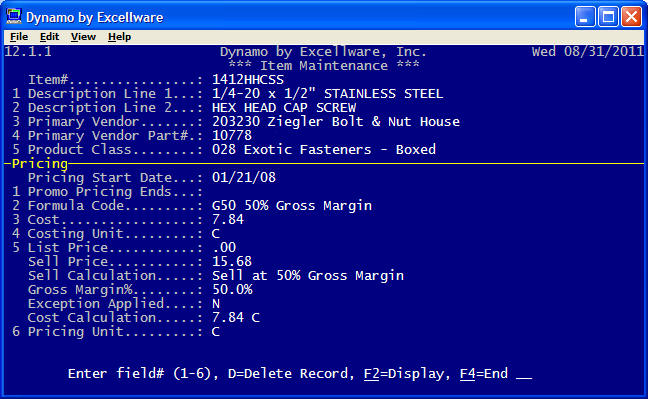 Dynamo by Excellware
File Edit View Help
12.1.1 Dynamo by Excellware, Inc. Wed 08/31/2011
*** Item Maintenance ***
Item#................: 1412HHCSS
1 Description Line 1...: 1/4-20 x 1/2" STAINLESS STEEL
2 Description Line 2...: HEX HEAD CAP SCREW
3 Primary Vendor.......: 203230 Ziegler Bolt & Nut House
4 Primary Vendor Part#.: 10778
5 Product Class........: 028 Exotic Fasteners - Boxed
Pricing
Pricing Start Date...: 01/21/08
1 Promo Pricing Ends...:
2 Formula Code.........: G50 50% Gross Margin
3 Cost.................: 7.84
4 Costing Unit.........: C
5 List Price...........: .00
Sell Price...........: 15.68
Sell Calculation.....: Sell at 50% Gross Margin
Gross Margin%........: 50.0%
Exception Applied....: N
Cost Calculation.....: 7.84 C
6 Pricing Unit.........: C
Enter field# (1-6), D=Delete Record, F2=Display, F4=End __